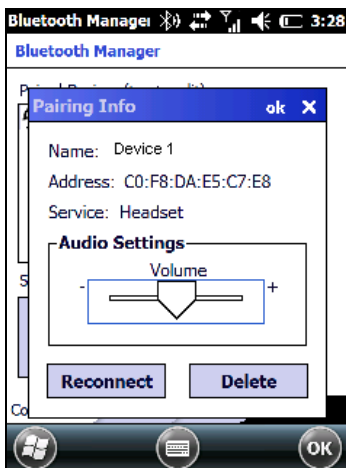 Bluetooth Manager 3:28
Bluetooth Manager
Pairing Info ok X
Name: Device 1
Address: C0:F8:DA:E5:C7:E8
Service: Headset
Audio Settings
Volume
- +
Reconnect Delete
OK